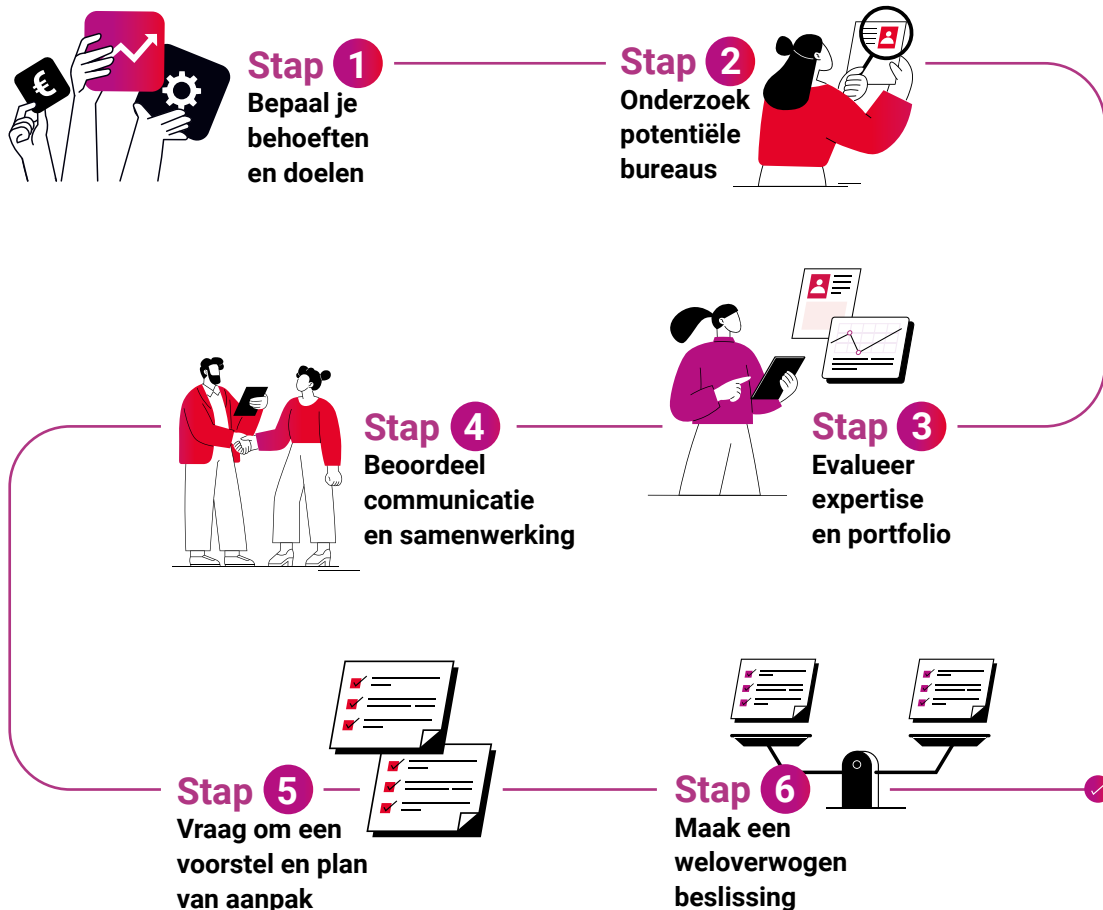 €
Stap 1
Bepaal je
behoeften
en doelen
Stap 2
Onderzoek
potentiële
bureaus
Stap 3
Evalueer
expertise
en portfolio
Stap 4
Beoordeel
communicatie
en samenwerking
Stap 5
Vraag om een
voorstel en plan
van aanpak
Stap 6
Maak een
weloverwogen
beslissing